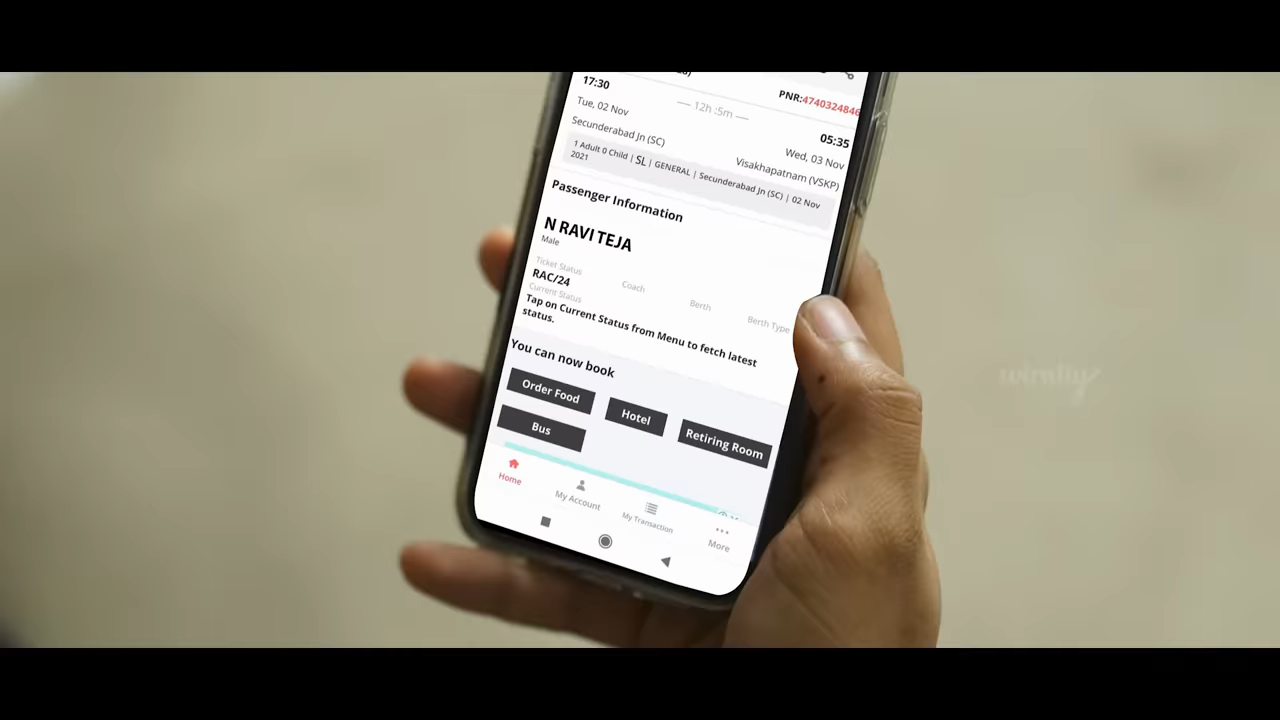 17:30
12h :5m
PNR:4740324846
05:35
Tue, 02 Nov
Wed, 03 Nov
Secunderabad Jn (SC)
Visakhapatnam (VSKP)
1 Adult 0 Child | SL | GENERAL | Secunderabad Jn (SC) | 02 Nov
2021
Passenger Information
N RAVI TEJA
Male
Ticket Status
Coach
Berth
Berth Type
RAC/24
Current Status
Tap on Current Status from Menu to fetch latest
status.
You can now book
Order Food
Hotel
Retiring Room
Bus
Home
My Account
My Transaction
More
wirally